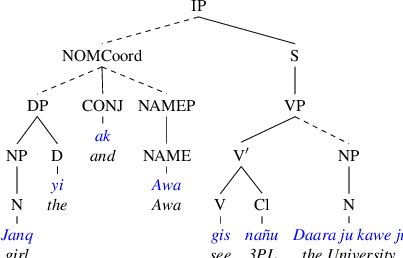 IP
NOMCoord S
DP CONJ NAMEP VP
ak
and
NP D NAME V′ NP
yi Awa
the Awa
N V Cl N
Janq gis nañu Daara ju kawe ji
girl see 3PL the University